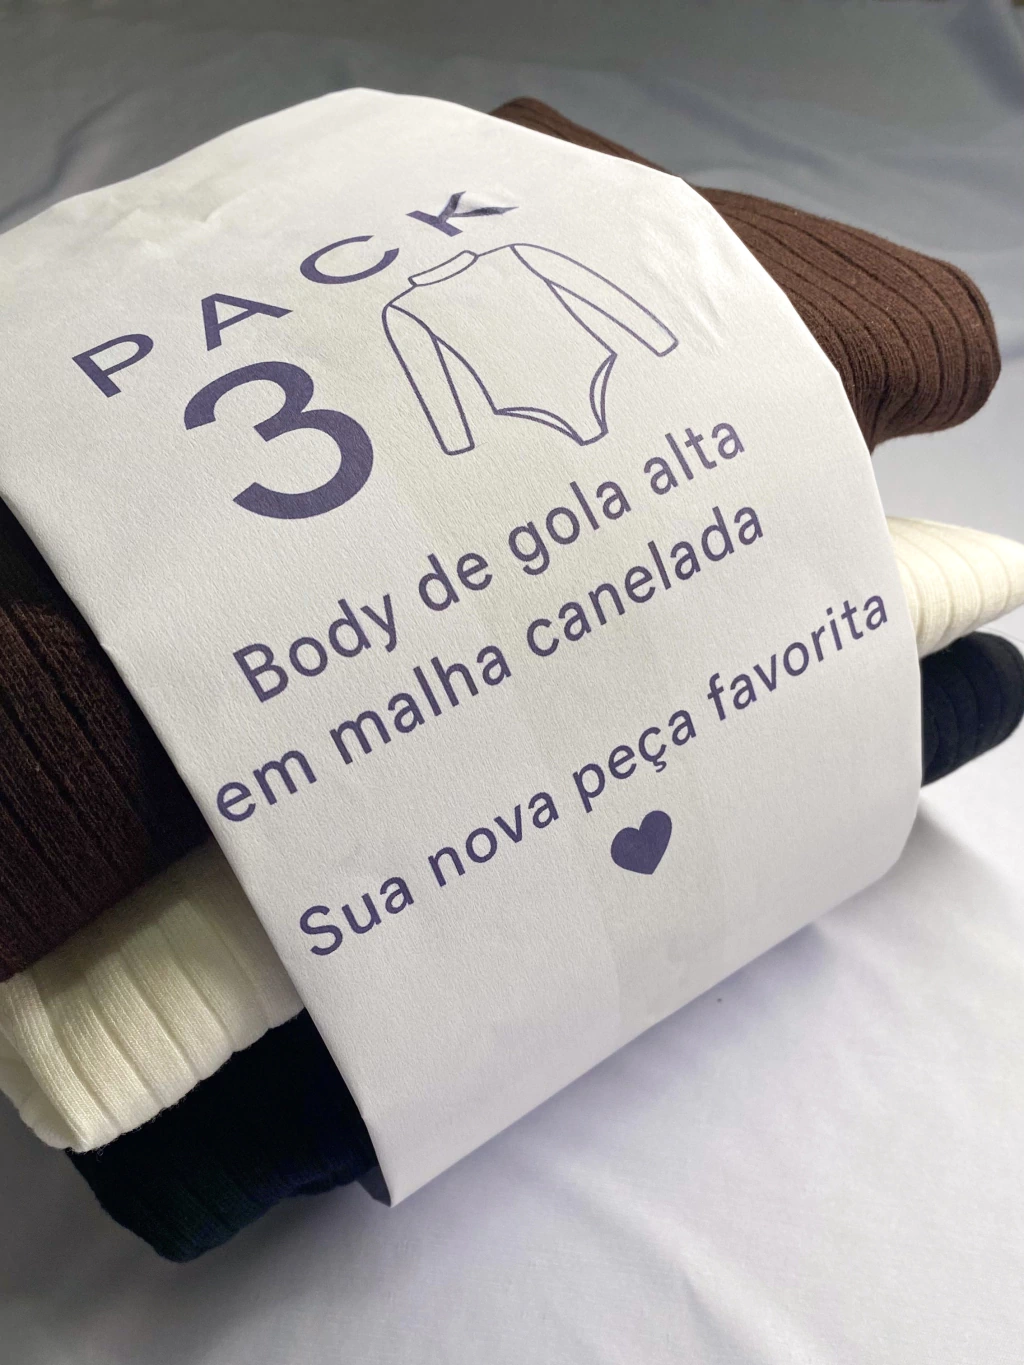 PACK
3
Body de gola alta
em malha canelada
Sua nova peça favorita